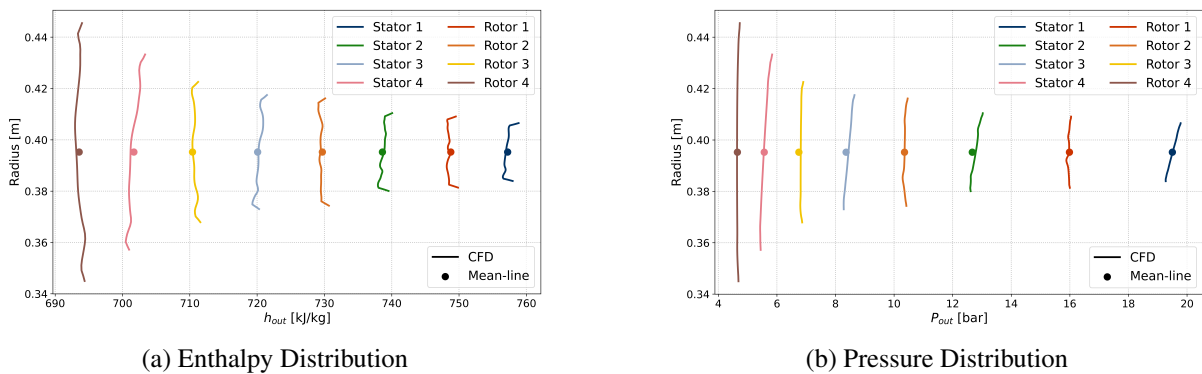 Radius [m]
0.44
0.42
0.40
0.38
0.36
0.34
Stator 1
Stator 2
Stator 3
Stator 4
Rotor 1
Rotor 2
Rotor 3
Rotor 4
CFD
Mean-line
690 700 710 720 730 740 750 760
h_out [kJ/kg]
(a) Enthalpy Distribution
Radius [m]
0.44
0.42
0.40
0.38
0.36
0.34
Stator 1
Stator 2
Stator 3
Stator 4
Rotor 1
Rotor 2
Rotor 3
Rotor 4
CFD
Mean-line
4 6 8 10 12 14 16 18 20
P_out [bar]
(b) Pressure Distribution